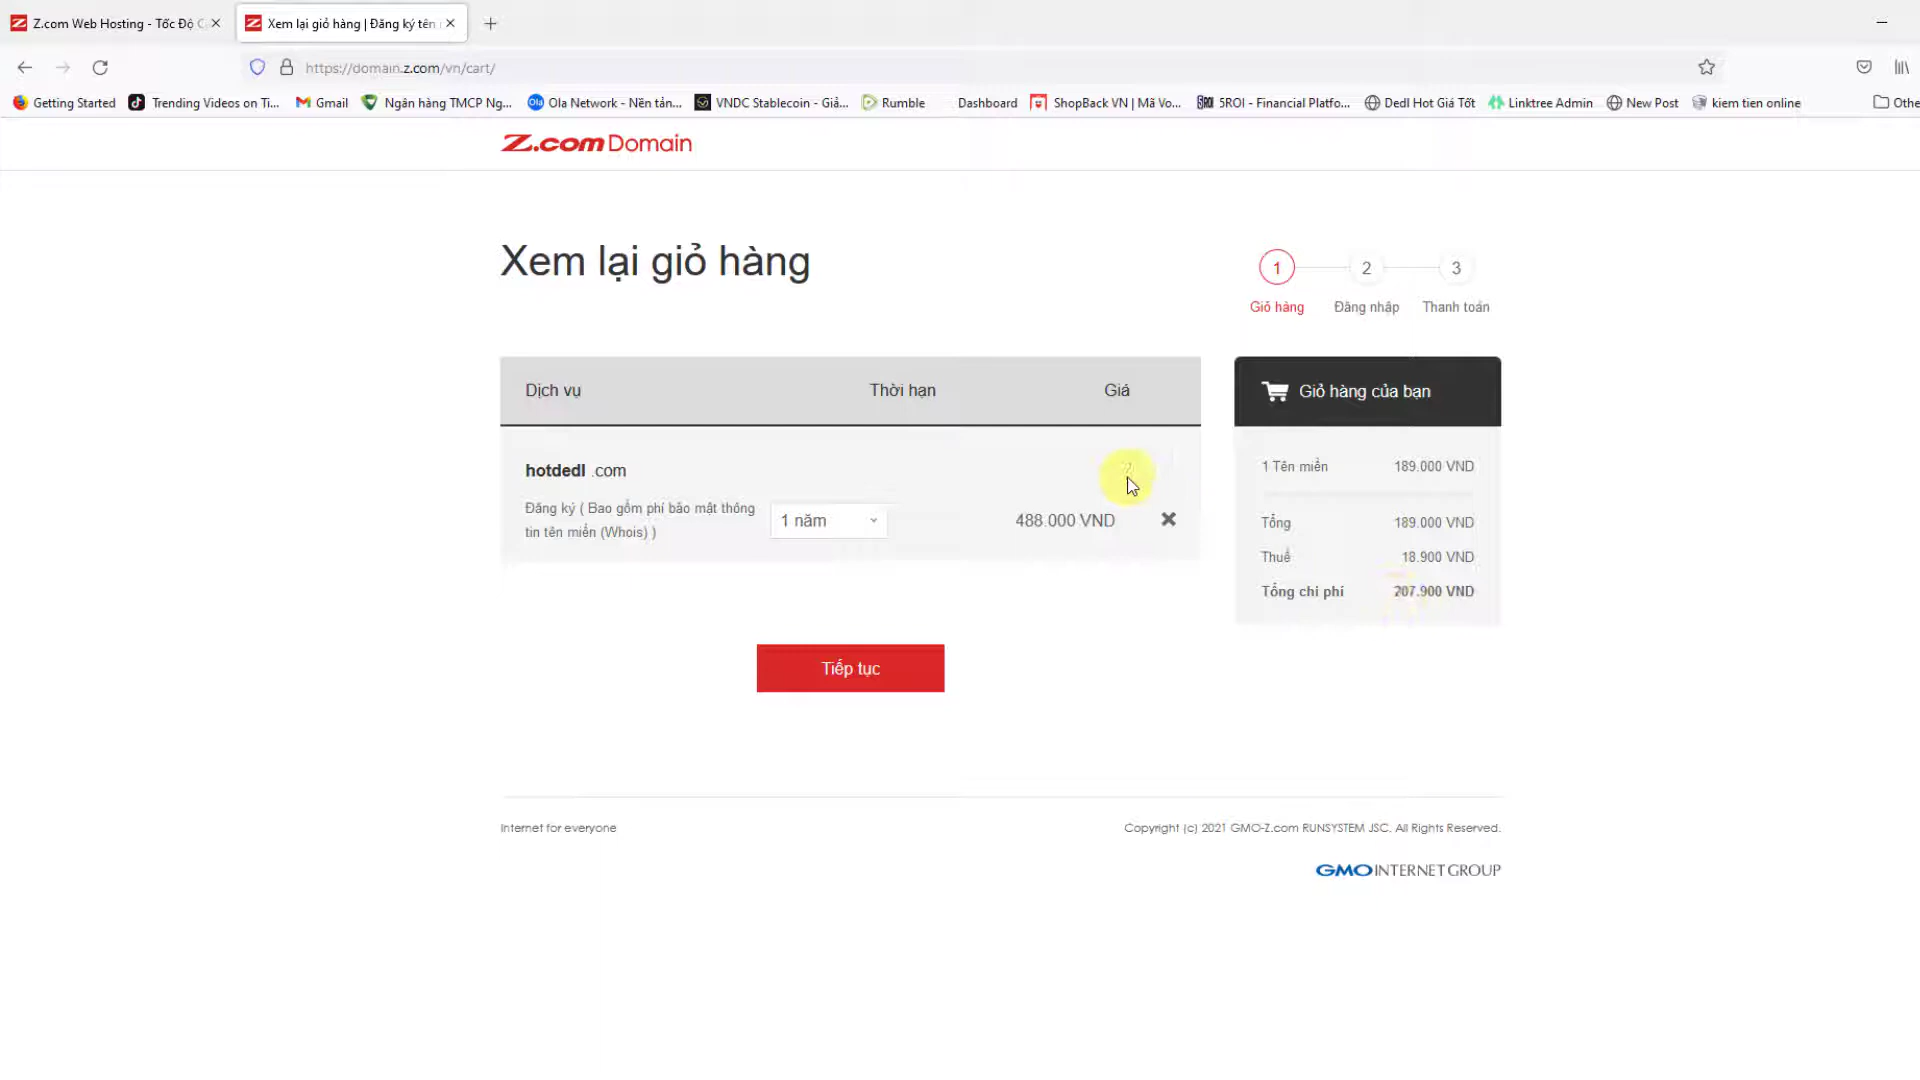 Z.com Web Hosting - Tốc Độ C
Xem lại giỏ hàng | Đăng ký tên
https://domain.z.com/vn/cart/
Getting Started
Trending Videos on Ti...
Gmail
Ngân hàng TMCP Ng...
Ola Network - Nền tản...
VNDC Stablecoin - Giả...
Rumble
Dashboard
ShopBack VN | Mã Vo...
5ROI - Financial Platfo...
Dedl Hot Giá Tốt
Linktree Admin
New Post
kiem tien online
Othe
Z.com Domain
Xem lại giỏ hàng
1
2
3
Giỏ hàng
Đăng nhập
Thanh toán
Dịch vụ
Thời hạn
Giá
Giỏ hàng của bạn
hotdedl .com
Đăng ký ( Bao gồm phí bảo mật thông
tin tên miền (Whois) )
1 năm
488.000 VND
1 Tên miền
189.000 VND
Tổng
189.000 VND
Thuế
18.900 VND
Tổng chi phí
207.900 VND
Tiếp tục
Internet for everyone
Copyright (c) 2021 GMO-Z.com RUNSYSTEM JSC. All Rights Reserved.
GMO INTERNET GROUP